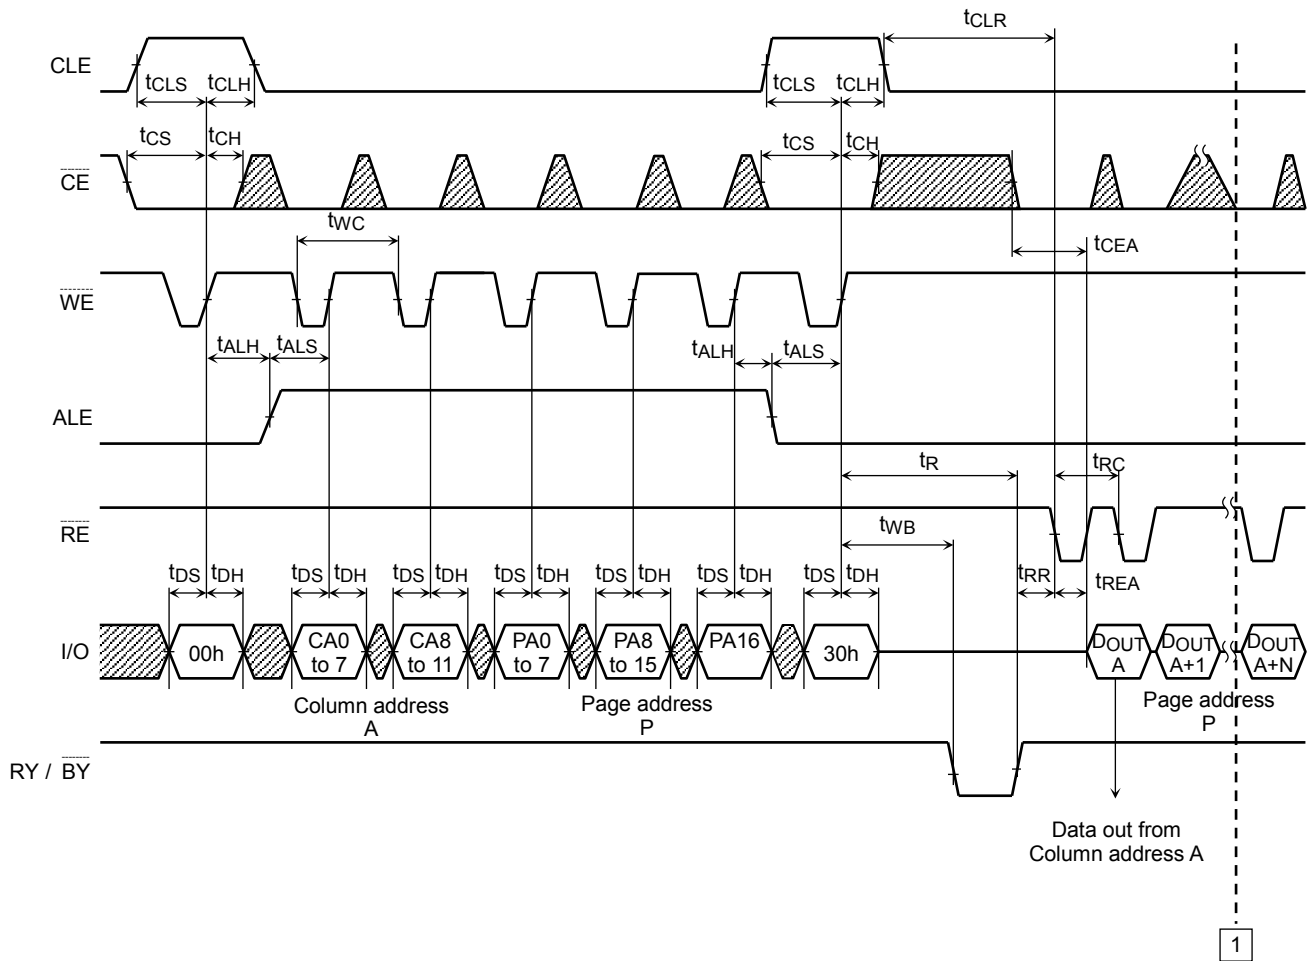 tCLR
CLE
tCLS tCLH tCLS tCLH
tCS tCH tCS tCH
CE
tWC
tCEA
WE
tALH tALS tALH tALS
ALE
tR tRC
RE
tWB
tDS tDH tDS tDH tDS tDH tDS tDH tDS tDH tDS tDH tDS tDH tRR tREA
I/O
00h
CA0
to 7
CA8
to 11
PA0
to 7
PA8
to 15
PA16
30h
DOUT
A
DOUT
A+1
DOUT
A+N
Column address
A
Page address
P
Page address
P
RY / BY
Data out from
Column address A
1